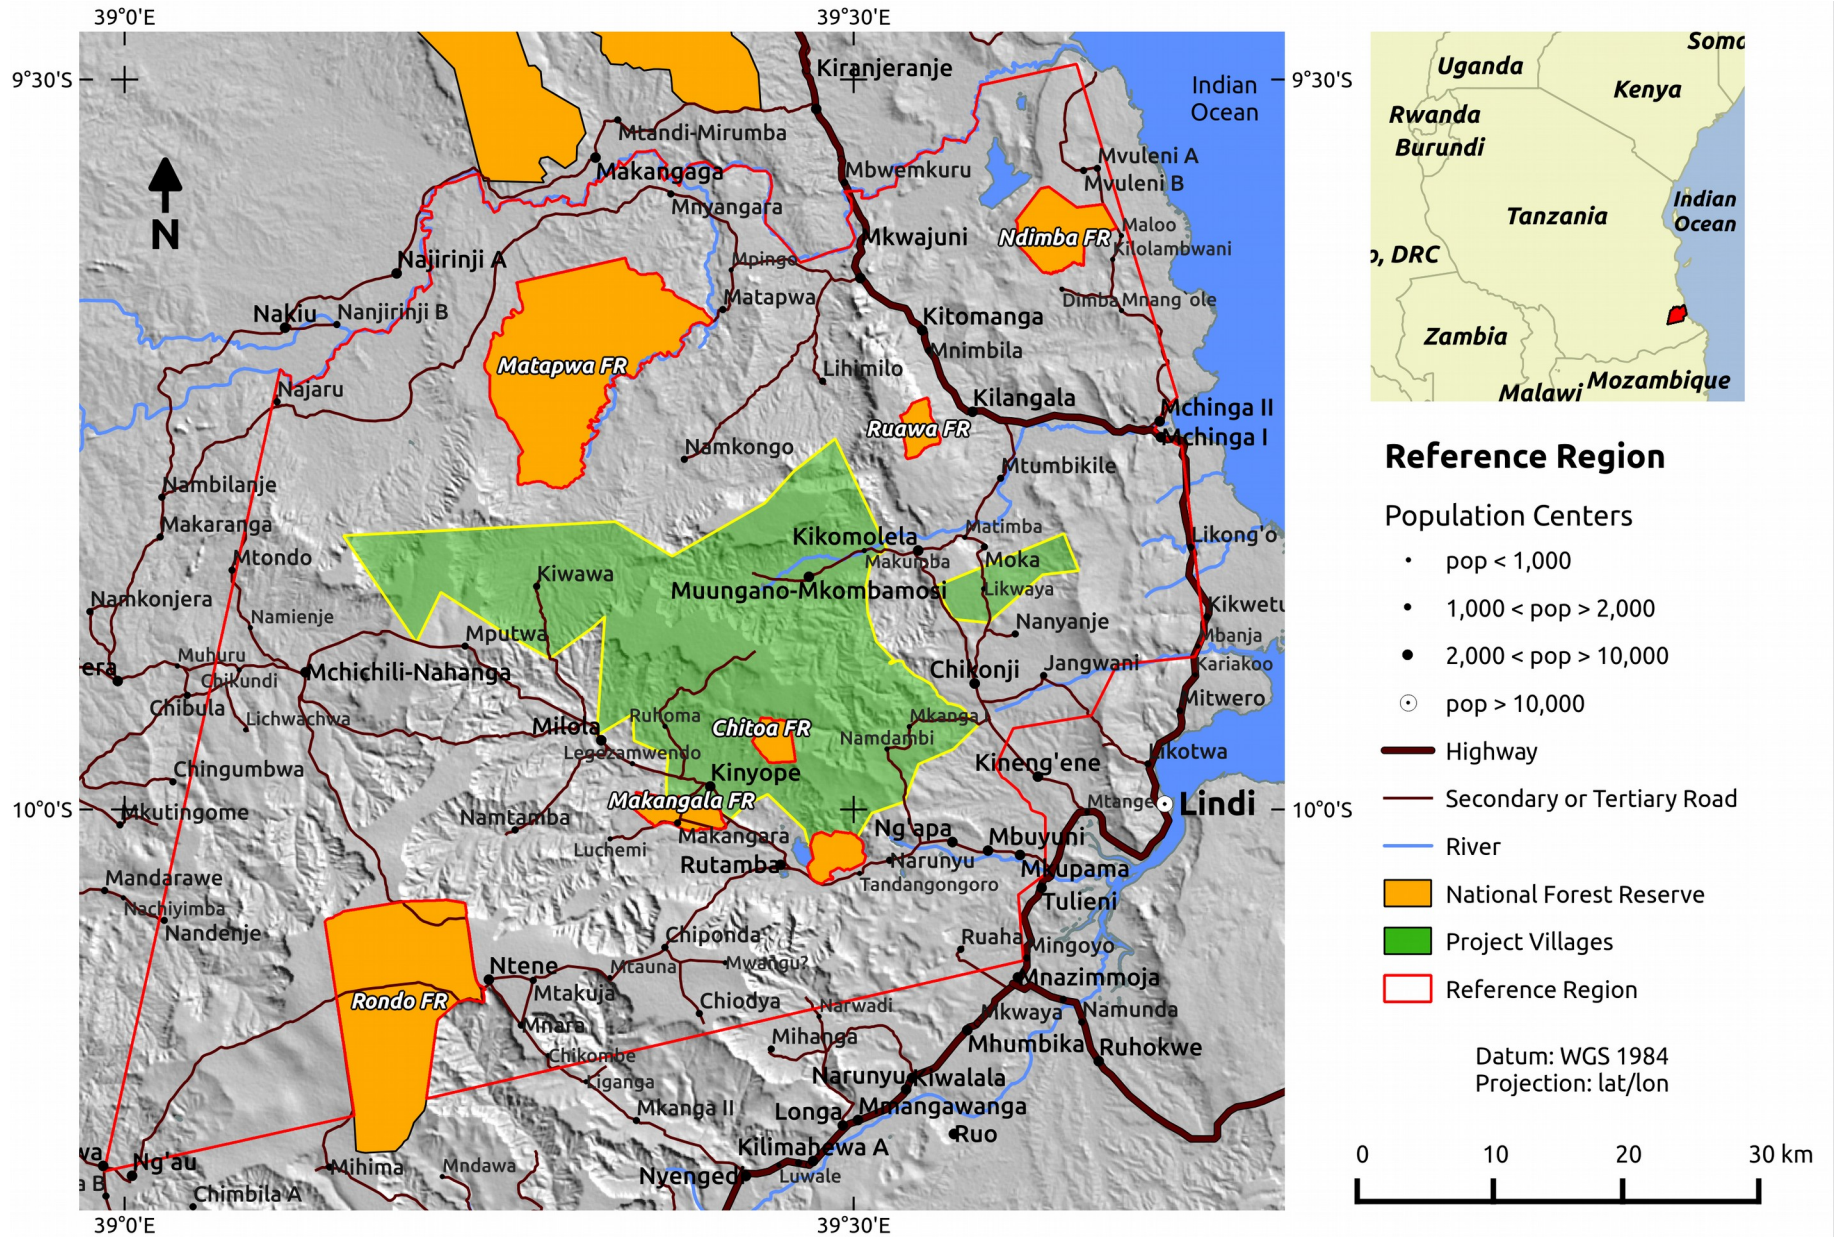 39°0'E
39°30'E
9°30'S
9°30'S
Kiranjeranje
Indian
Ocean
Mtandi-Mirumba
Makangaga
Mbwemkuru
Mvuleni A
Mvuleni B
Mnyangara
N
Ndimba FR
Maloo
Mkwajuni
Kilolambwani
Najirinji A
Mpingo
Matapwa
Dimba
Mnang'ole
Nakiu
Nanjirinji B
Kitomanga
Mnimbila
Matapwa FR
Lihimilo
Najaru
Kilangala
Mchinga II
Ruawa FR
Mchinga I
Namkongo
Mtumbikile
Nambilanje
Makaranga
Matimba
Kikomolela
Likong'o
Mtondo
Makumba
Moka
Kiwawa
Muungano-Mkombamosi
Likwaya
Namkonjera
Kikwetu
Namienje
Nanyanje
Mputwa
Mbanja
Muhuru
era
Mchichili-Nahanga
Chikonji
Jangwani
Kariakoo
Chikundi
Chibula
Lichwachwa
Mitwero
Ruhoma
Chitoa FR
Mkanga
Milola
Namdambi
Legezamwendo
Likotwa
Chingumbwa
Kinyope
Kineng'ene
Makangala FR
Mtange
Lindi
10°0'S
Mkutingome
Namtamba
Makangara
Ng'apa
Mbuyuni
10°0'S
Luchemi
Rutamba
Narunyu
Mkupama
Mandarawe
Tandangongoro
Tulieni
Nachiyimba
Nandenje
Chiponda
Ruaha
Mingoyo
Ntene
Mtauna
Mwangu?
Mnazimmoja
Rondo FR
Mtakuja
Chiodya
Narwadi
Mkwaya
Namunda
Mnara
Mihanga
Mhumbika
Ruhokwe
Chikombe
Liganga
Narunyu
Kiwalala
Mkanga II
Longa
Mmangawanga
Ruo
Kilimahewa A
wa
Ng'au
Mihima
Mndawa
Nyengedi
Luwale
a B
Chimbila A
39°0'E
39°30'E
Uganda
Soma
Kenya
Rwanda
Burundi
Tanzania
Indian
Ocean
o, DRC
Zambia
Malawi
Mozambique
Reference Region
Population Centers
pop < 1,000
1,000 < pop > 2,000
2,000 < pop > 10,000
pop > 10,000
Highway
Secondary or Tertiary Road
River
National Forest Reserve
Project Villages
Reference Region
Datum: WGS 1984
Projection: lat/lon
0 10 20 30 km